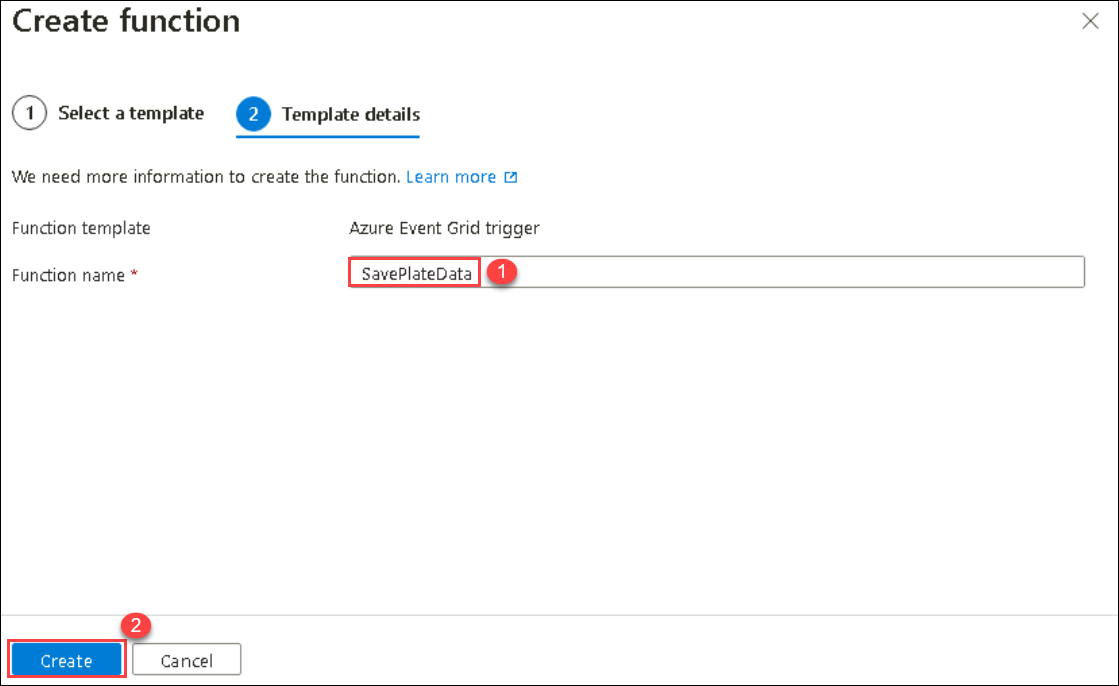 Create function
1 Select a template 2 Template details
We need more information to create the function. Learn more
Function template Azure Event Grid trigger
Function name * SavePlateData 1
2
Create Cancel